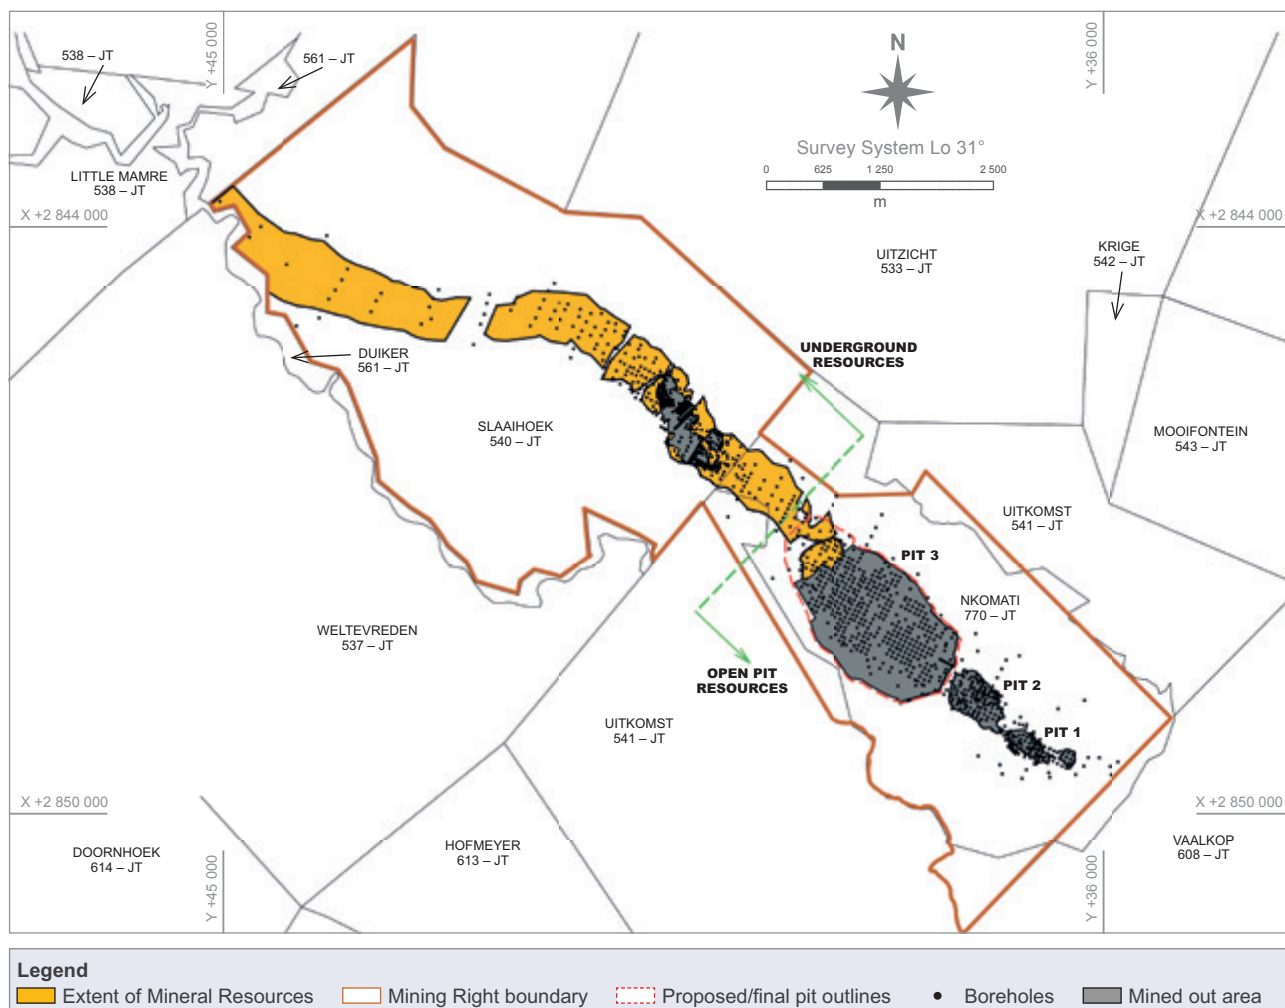 Y +45 000
Y +36 000
538 – JT
561 – JT
N
Survey System Lo 31°
0 625 1 250 2 500
m
LITTLE MAMRE
538 – JT
X +2 844 000
X +2 844 000
UITZICHT
533 – JT
KRIGE
542 – JT
DUIKER
561 – JT
UNDERGROUND
RESOURCES
SLAAIHOEK
540 – JT
MOOIFONTEIN
543 – JT
UITKOMST
541 – JT
PIT 3
NKOMATI
770 – JT
WELTEVREDEN
537 – JT
OPEN PIT
RESOURCES
PIT 2
UITKOMST
541 – JT
PIT 1
X +2 850 000
X +2 850 000
DOORNHOEK
614 – JT
HOFMEYER
613 – JT
VAALKOP
608 – JT
Y +45 000
Y +36 000
Legend
Extent of Mineral Resources Mining Right boundary Proposed/final pit outlines Boreholes Mined out area